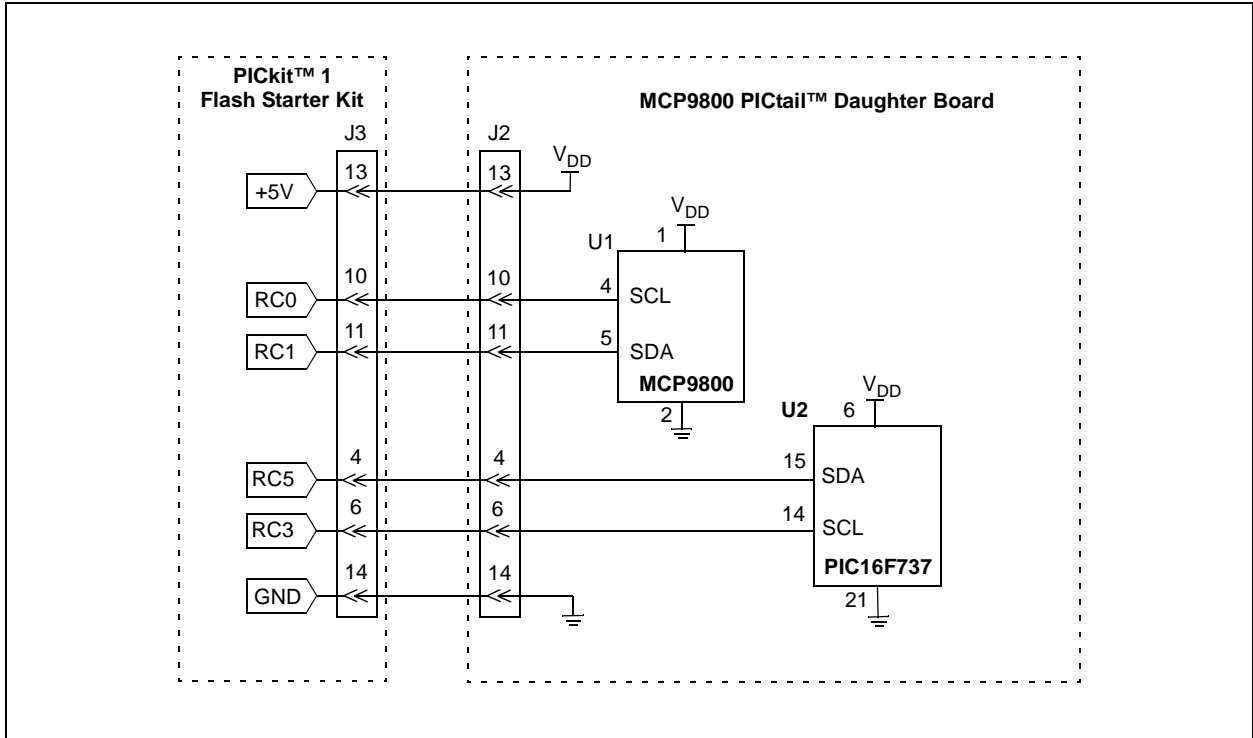 PICkit™ 1
Flash Starter Kit
MCP9800 PICtail™ Daughter Board
J3
J2
+5V
13
13
VDD
VDD
U1
1
RC0
10
10
4
SCL
RC1
11
11
5
SDA
MCP9800
2
VDD
U2
6
RC5
4
4
15
SDA
RC3
6
6
14
SCL
PIC16F737
GND
14
14
21